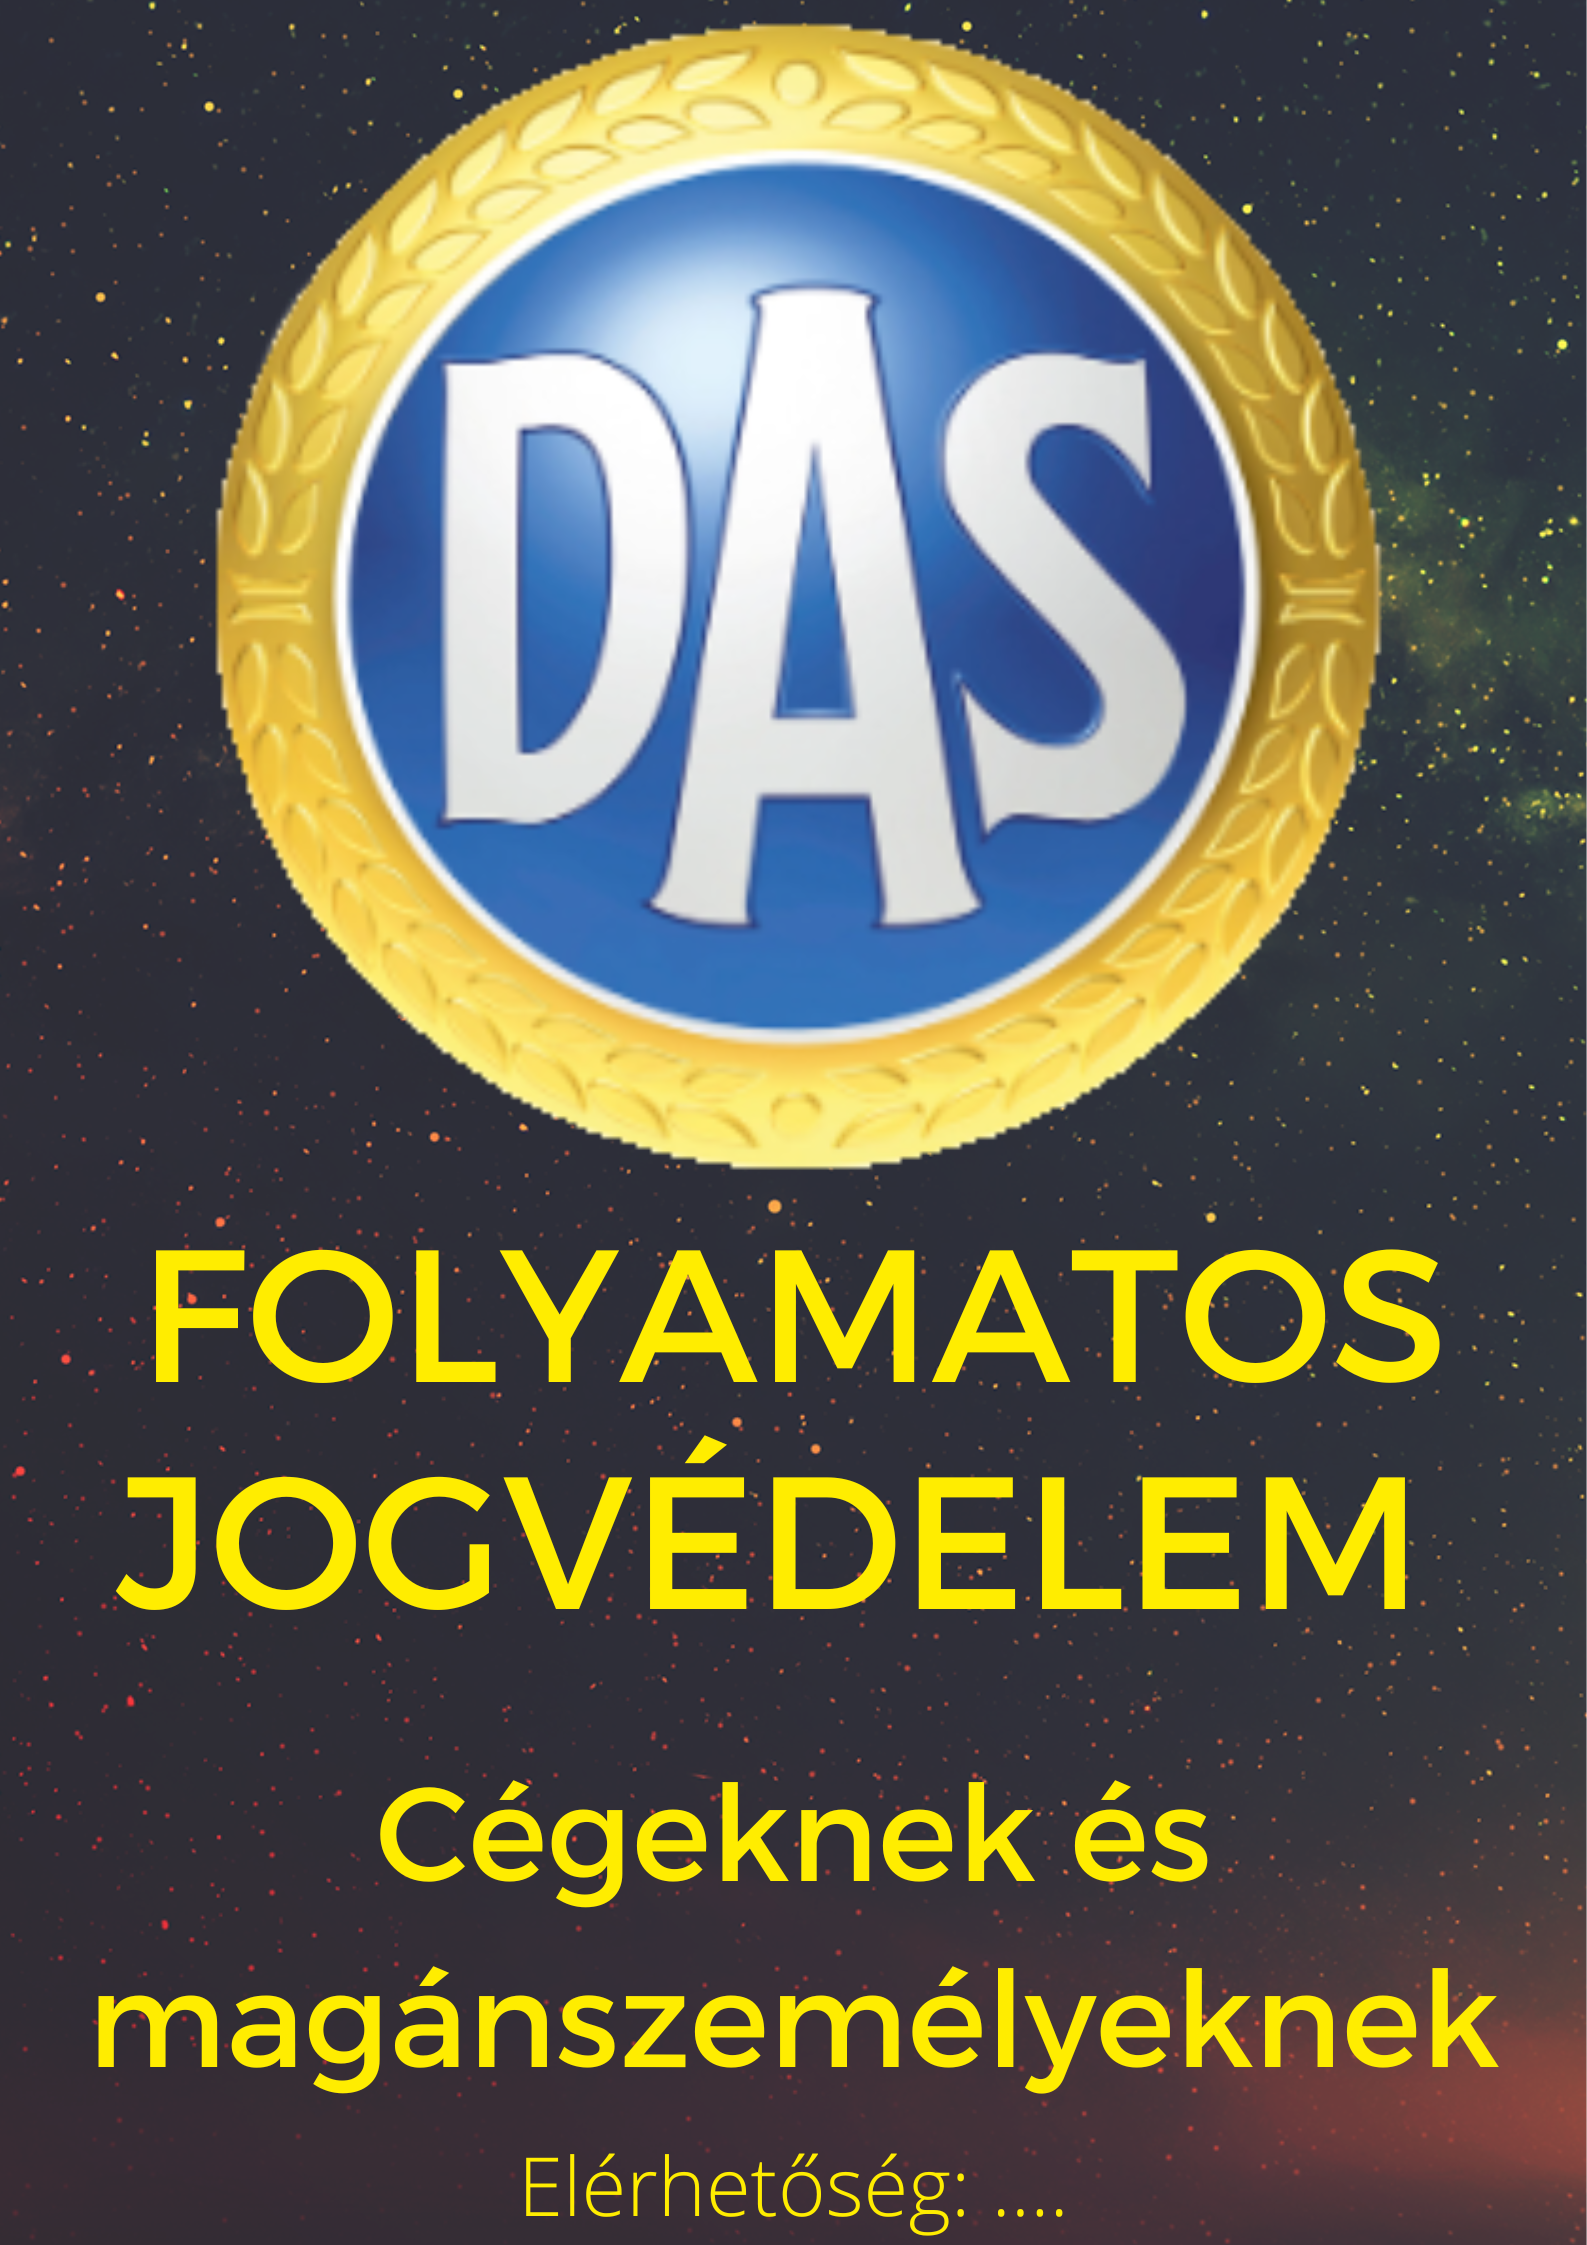 DAS
FOLYAMATOS
JOGVÉDELEM
Cégeknek és
magánszemélyeknek
Elérhetőség: ....